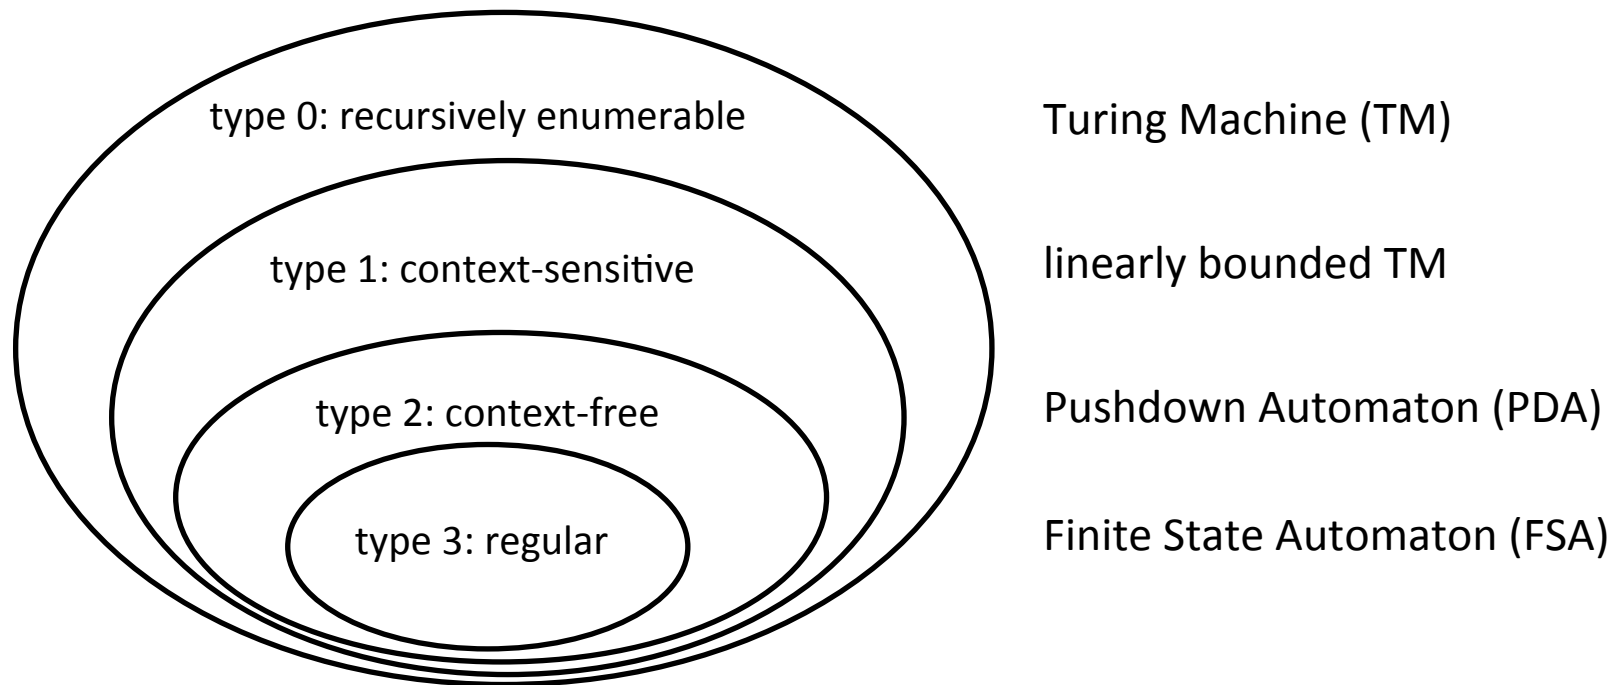 type 0: recursively enumerable
Turing Machine (TM)
type 1: context-sensitive
linearly bounded TM
type 2: context-free
Pushdown Automaton (PDA)
type 3: regular
Finite State Automaton (FSA)